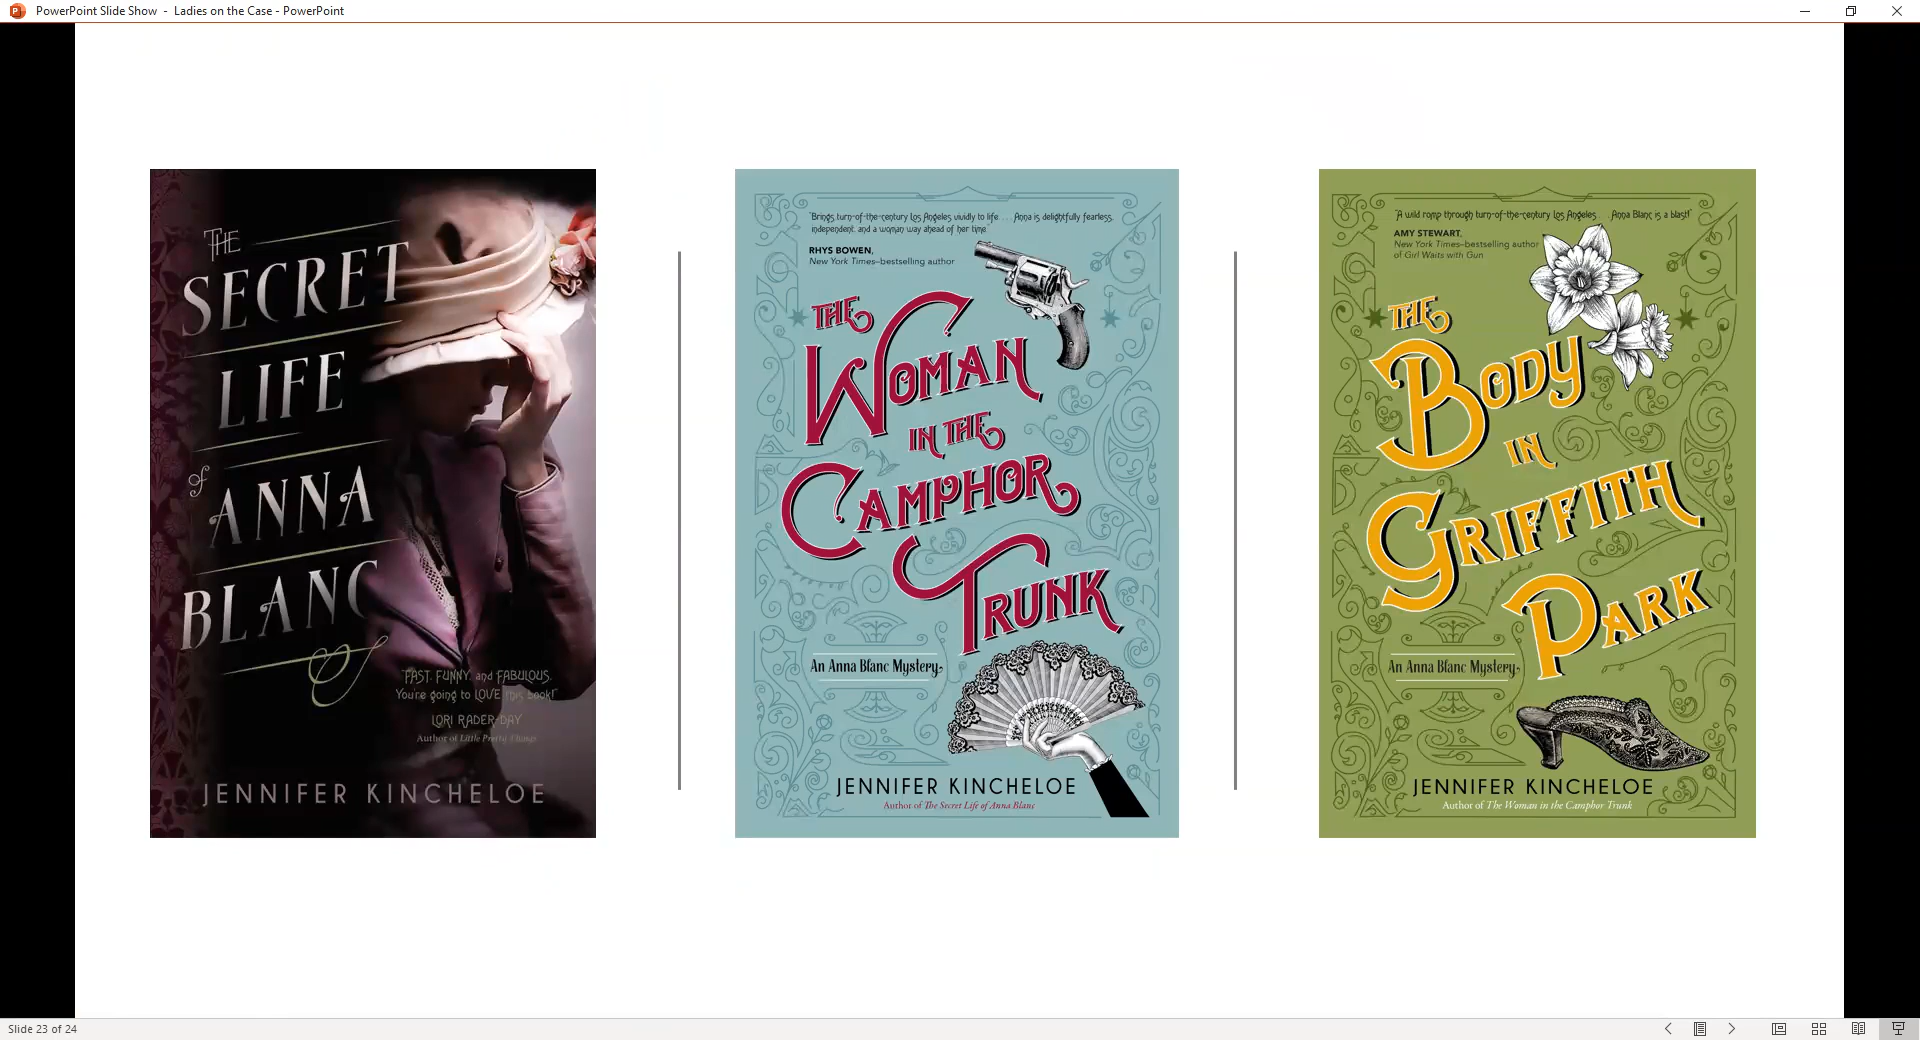 PowerPoint Slide Show - Ladies on the Case - PowerPoint
THE
SECRET
LIFE
of
ANNA
BLANC
"FAST, FUNNY, and FABULOUS.
You're going to LOVE this book!"
LORI RADER-DAY
Author of Little Pretty Things
JENNIFER KINCHELOE
"Brings turn-of-the-century Los Angeles vividly to life. . . . Anna is delightfully fearless,
independent, and a woman way ahead of her time."
RHYS BOWEN,
New York Times–bestselling author
THE
WOMAN
IN THE
CAMPHOR
TRUNK
An Anna Blanc Mystery
JENNIFER KINCHELOE
Author of The Secret Life of Anna Blanc
"A wild romp through turn-of-the-century Los Angeles. . . . Anna Blanc is a blast!"
AMY STEWART,
New York Times–bestselling author
of Girl Waits with Gun
THE
BODY
IN
GRIFFITH
PARK
An Anna Blanc Mystery
JENNIFER KINCHELOE
Author of The Woman in the Camphor Trunk
Slide 23 of 24